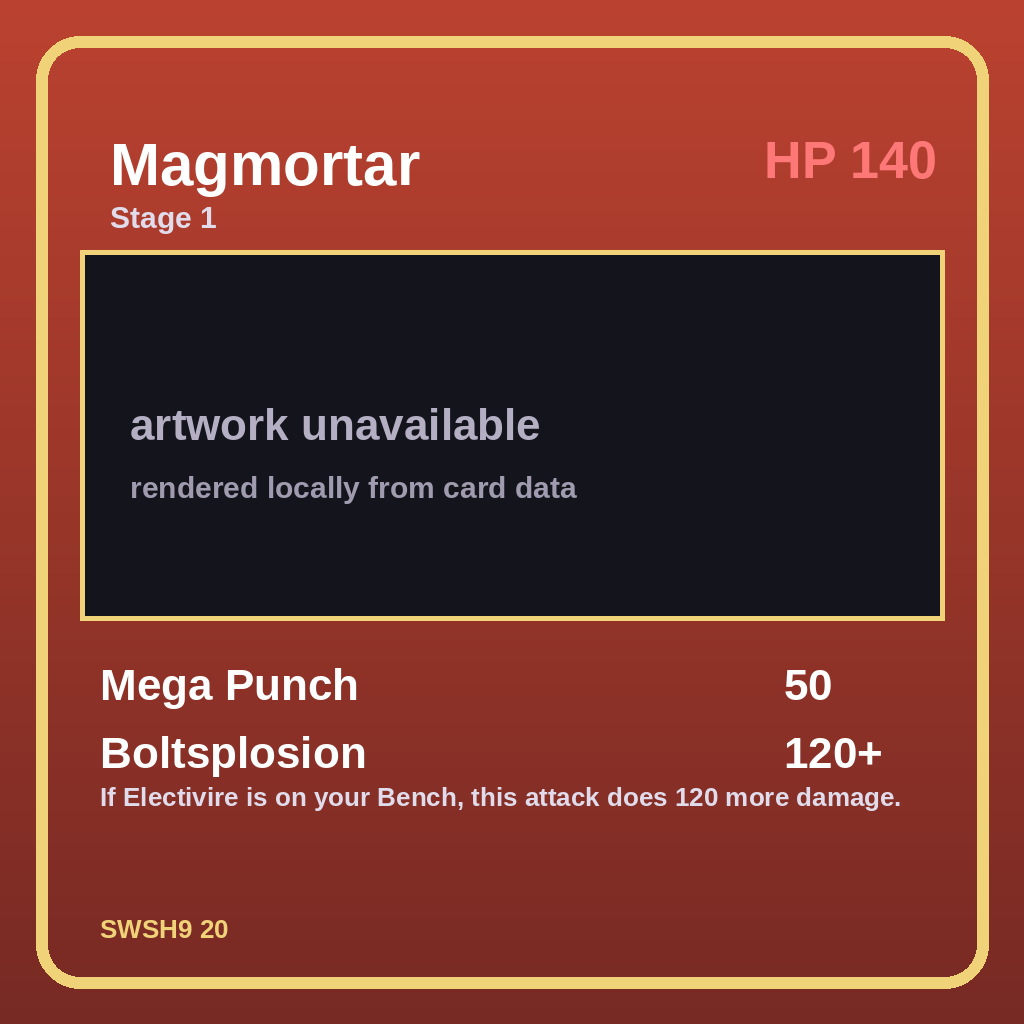 Magmortar
HP 140
Stage 1
artwork unavailable
rendered locally from card data
Mega Punch 50
Boltsplosion 120+
If Electivire is on your Bench, this attack does 120 more damage.
SWSH9 20